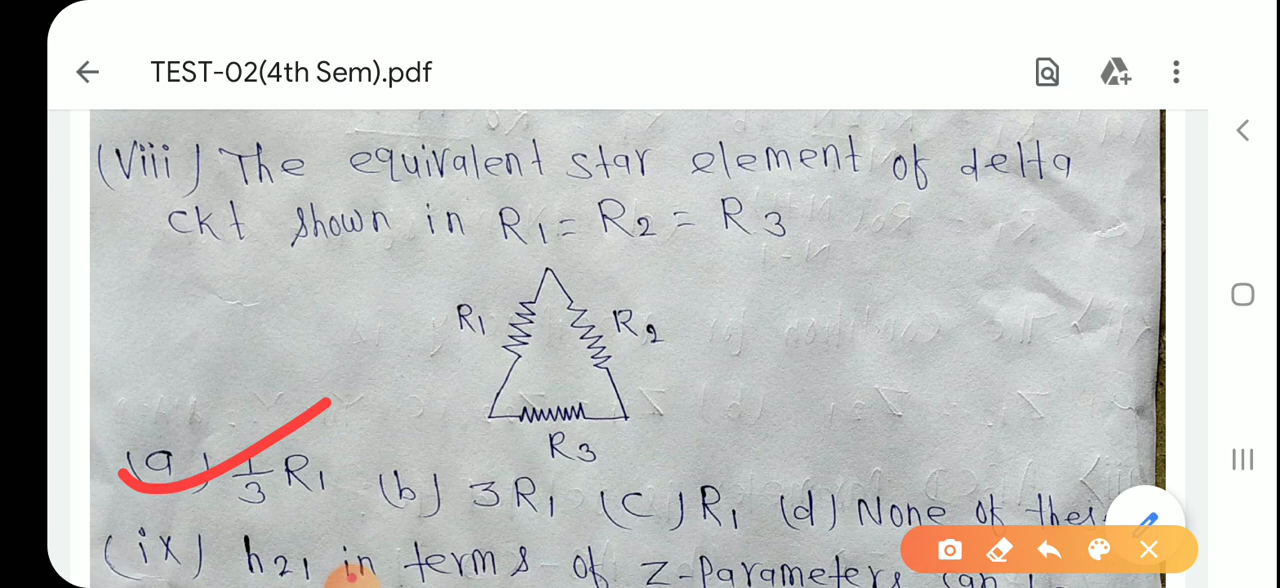 TEST-02(4th Sem).pdf
(Viii) The equivalent star element of delta
ckt shown in R1 = R2 = R3
R1
R2
R3
(a) 1/3 R1 (b) 3R1 (C) R1 (d) None of
(ix) h21 in terms of Z-Parameters can